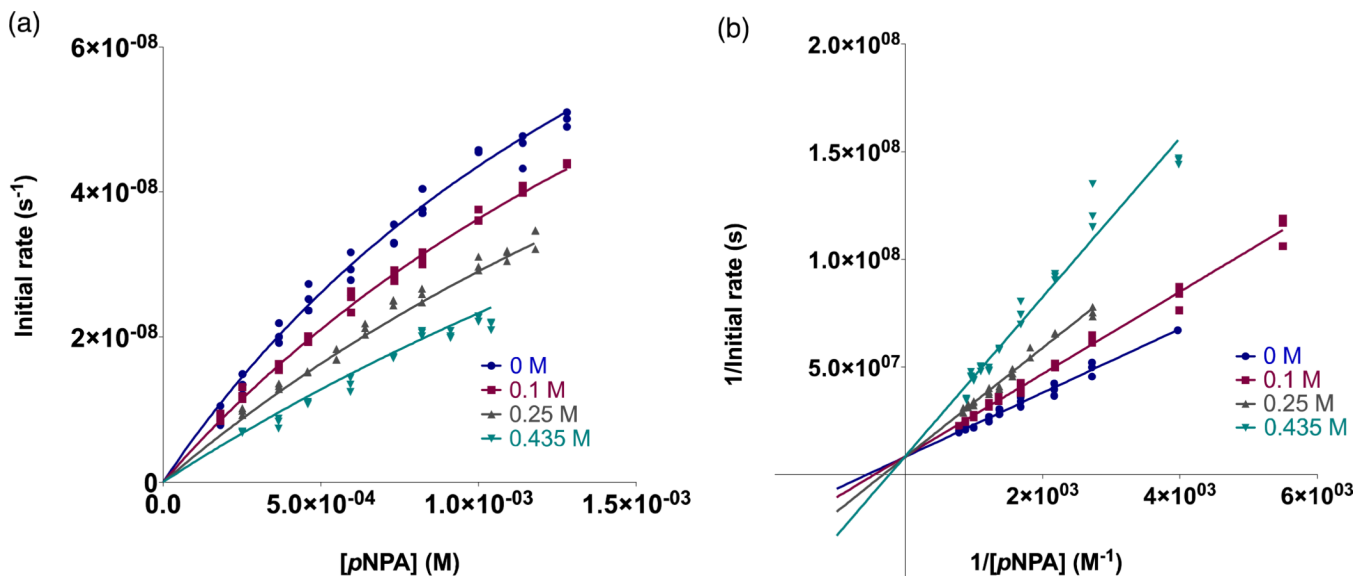 (a)
6×10⁻⁰⁸
4×10⁻⁰⁸
2×10⁻⁰⁸
0
0.0
5.0×10⁻⁰⁴
1.0×10⁻⁰³
1.5×10⁻⁰³
Initial rate (s⁻¹)
[pNPA] (M)
0 M
0.1 M
0.25 M
0.435 M
(b)
2.0×10⁰⁸
1.5×10⁰⁸
1.0×10⁰⁸
5.0×10⁰⁷
2×10⁰³
4×10⁰³
6×10⁰³
1/Initial rate (s)
1/[pNPA] (M⁻¹)
0 M
0.1 M
0.25 M
0.435 M